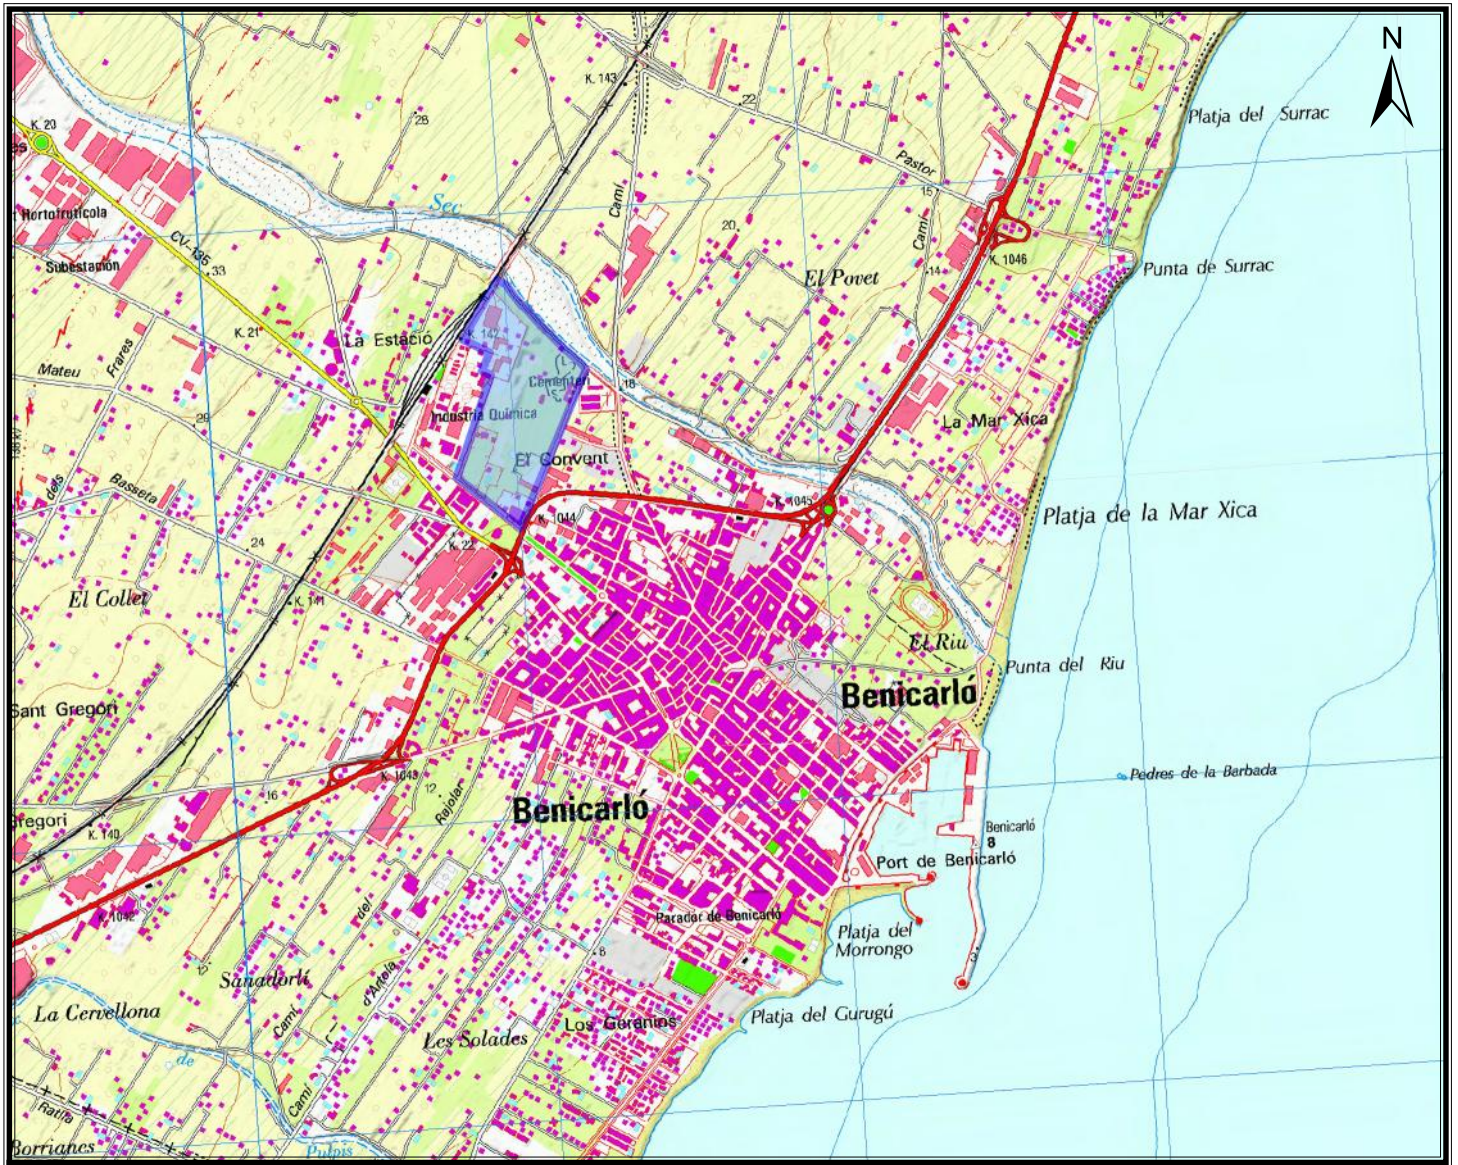 N
K. 143
22
28
Platja del Surrac
K. 20
es
Pastor
15
Hortofrutícola
Sec
Camí
20
Camí
CV-135
33
Subestamón
El Povet
14
K. 1046
Punta de Surrac
K. 21
La Estació
K. 142
Frares
Mateu
Cementeri
18
29
Industria Química
La Mar Xica
El Convent
dels
Basseta
K. 1045
K. 1044
Platja de la Mar Xica
24
K. 22
El Collet
K. 141
El Riu
Punta del Riu
Benicarló
Sant Gregori
K. 1043
Pedres de la Barbada
16
12
Rajolar
Benicarló
Gregori
K. 140
Benicarló
8
Port de Benicarló
K. 1042
del
Parador de Benicarló
Platja del
Morrongo
8
Sanadorlí
d'Artola
La Cervellona
Camí
Les Solades
Los Geranios
Platja del Gurugú
de
Camí
Ratlla
Borrianes
Pulpis